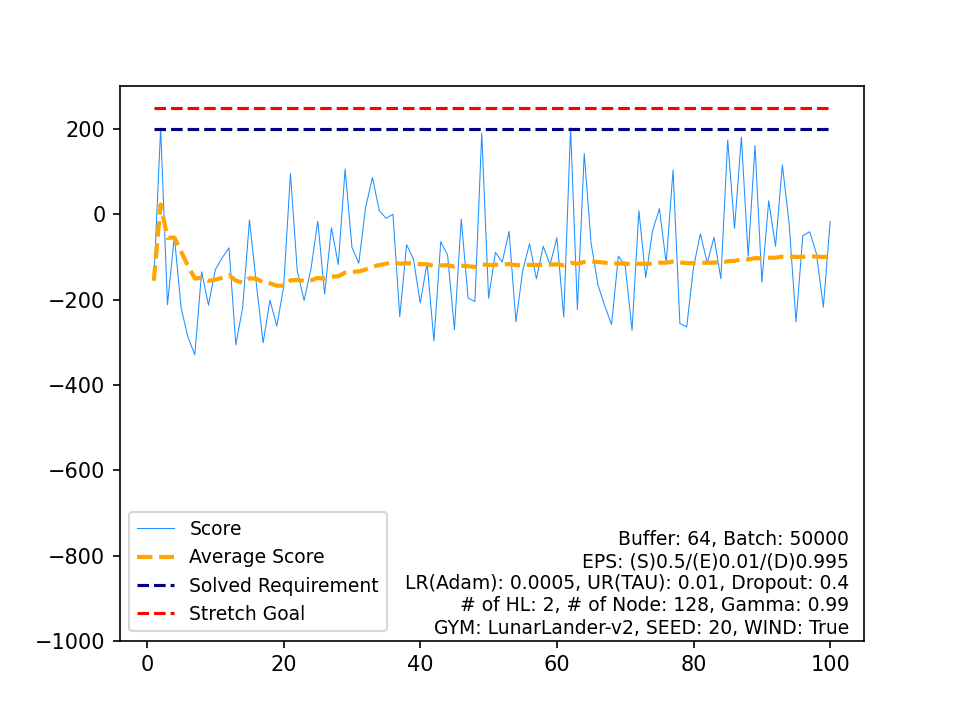 200
0
−200
−400
−600
−800
−1000
0
20
40
60
80
100
Score
Average Score
Solved Requirement
Stretch Goal
Buffer: 64, Batch: 50000
EPS: (S)0.5/(E)0.01/(D)0.995
LR(Adam): 0.0005, UR(TAU): 0.01, Dropout: 0.4
# of HL: 2, # of Node: 128, Gamma: 0.99
GYM: LunarLander-v2, SEED: 20, WIND: True